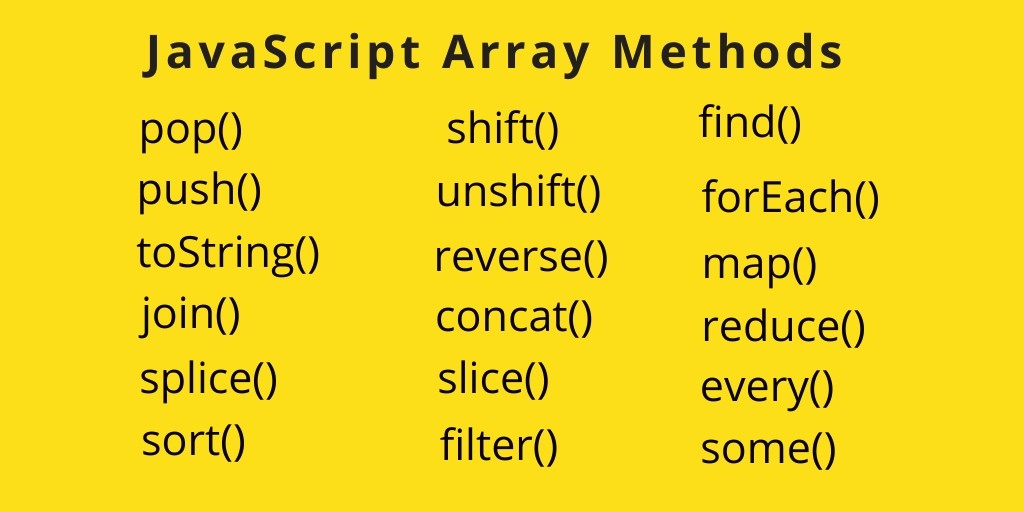 JavaScript Array Methods
pop()
push()
toString()
join()
splice()
sort()
shift()
unshift()
reverse()
concat()
slice()
filter()
find()
forEach()
map()
reduce()
every()
some()